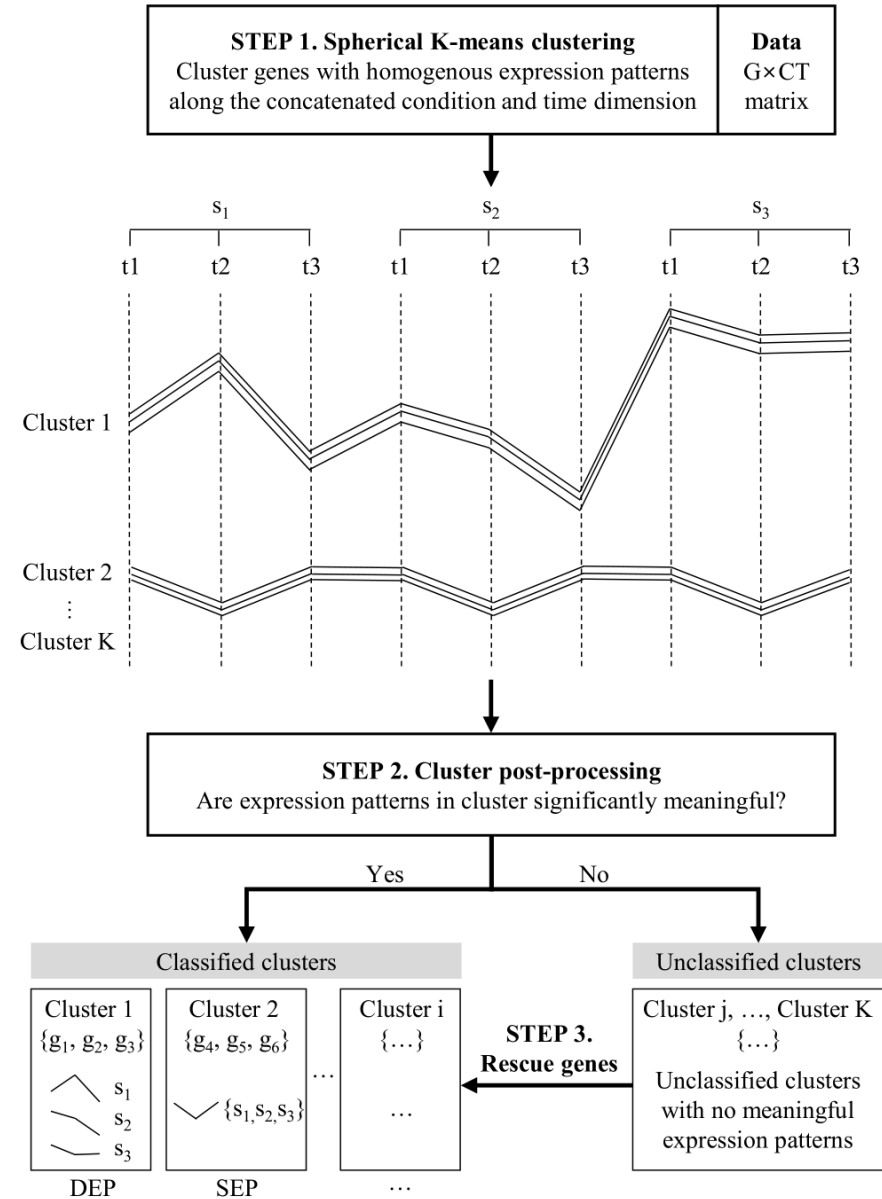 STEP 1. Spherical K-means clustering
Cluster genes with homogenous expression patterns
along the concatenated condition and time dimension
Data
G×CT
matrix
s₁ s₂ s₃
t1 t2 t3 t1 t2 t3 t1 t2 t3
Cluster 1
Cluster 2
⋮
Cluster K
STEP 2. Cluster post-processing
Are expression patterns in cluster significantly meaningful?
Yes No
Classified clusters
Cluster 1
{g₁, g₂, g₃}
s₁
s₂
s₃
DEP
Cluster 2
{g₄, g₅, g₆}
{s₁,s₂,s₃}
SEP
...
Cluster i
{...}
...
...
STEP 3.
Rescue genes
Unclassified clusters
Cluster j, ..., Cluster K
{...}
Unclassified clusters
with no meaningful
expression patterns